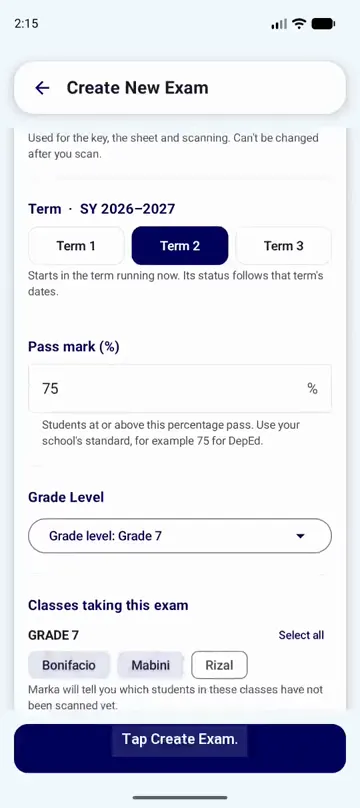 2:15
Create New Exam
Used for the key, the sheet and scanning. Can't be changed
after you scan.
Term · SY 2026–2027
Term 1
Term 2
Term 3
Starts in the term running now. Its status follows that term's
dates.
Pass mark (%)
75
%
Students at or above this percentage pass. Use your
school's standard, for example 75 for DepEd.
Grade Level
Grade level: Grade 7
Classes taking this exam
GRADE 7
Select all
Bonifacio
Mabini
Rizal
Marka will tell you which students in these classes have not
been scanned yet.
Tap Create Exam.